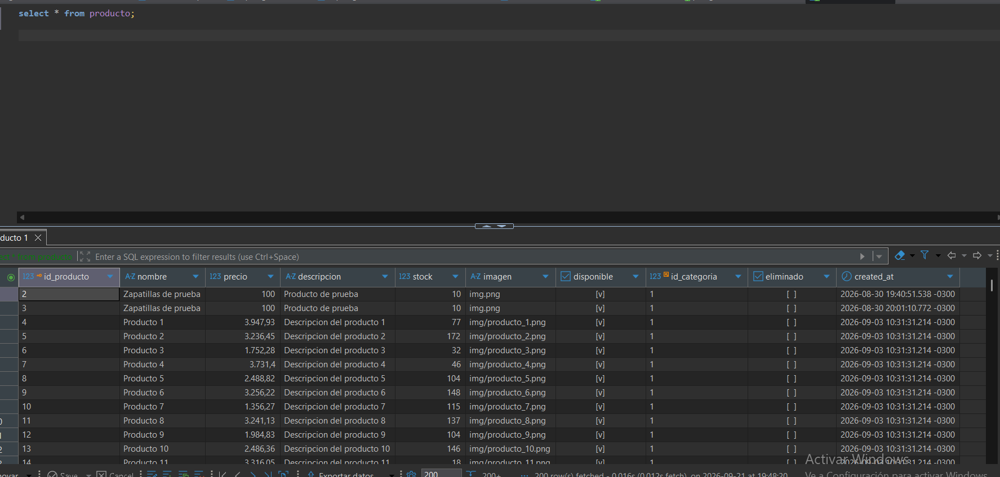 select * from producto;
ducto 1
ect * from producto Enter a SQL expression to filter results (use Ctrl+Space)
123 id_producto A-Z nombre 123 precio A-Z descripcion 123 stock A-Z imagen disponible 123 id_categoria eliminado created_at
2 Zapatillas de prueba 100 Producto de prueba 10 img.png [v] 1 [ ] 2026-08-30 19:40:51.538 -0300
3 Zapatillas de prueba 100 Producto de prueba 10 img.png [v] 1 [ ] 2026-08-30 20:01:10.772 -0300
4 Producto 1 3.947,93 Descripcion del producto 1 77 img/producto_1.png [v] 1 [ ] 2026-09-03 10:31:31.214 -0300
5 Producto 2 3.236,45 Descripcion del producto 2 172 img/producto_2.png [v] 1 [ ] 2026-09-03 10:31:31.214 -0300
6 Producto 3 1.752,28 Descripcion del producto 3 32 img/producto_3.png [v] 1 [ ] 2026-09-03 10:31:31.214 -0300
7 Producto 4 3.731,4 Descripcion del producto 4 46 img/producto_4.png [v] 1 [ ] 2026-09-03 10:31:31.214 -0300
8 Producto 5 2.488,82 Descripcion del producto 5 104 img/producto_5.png [v] 1 [ ] 2026-09-03 10:31:31.214 -0300
9 Producto 6 3.256,22 Descripcion del producto 6 148 img/producto_6.png [v] 1 [ ] 2026-09-03 10:31:31.214 -0300
10 Producto 7 1.356,27 Descripcion del producto 7 115 img/producto_7.png [v] 1 [ ] 2026-09-03 10:31:31.214 -0300
11 Producto 8 3.241,13 Descripcion del producto 8 137 img/producto_8.png [v] 1 [ ] 2026-09-03 10:31:31.214 -0300
12 Producto 9 1.984,83 Descripcion del producto 9 104 img/producto_9.png [v] 1 [ ] 2026-09-03 10:31:31.214 -0300
13 Producto 10 2.486,36 Descripcion del producto 10 146 img/producto_10.png [v] 1 [ ] 2026-09-03 10:31:31.214 -0300
14 Producto 11 3.316,05 Descripcion del producto 11 18 img/producto_11.png [v] 1 [ ] 2026-09-03 10:31:31.214 -0300
Activar Windows
ovar Save Cancel Exportar datos 200 200+ 200 row(s) fetched - 0.016s (0.012s fetch), on 2026-09-21 at 19:48:20
Ve a Configuración para activar Windows.